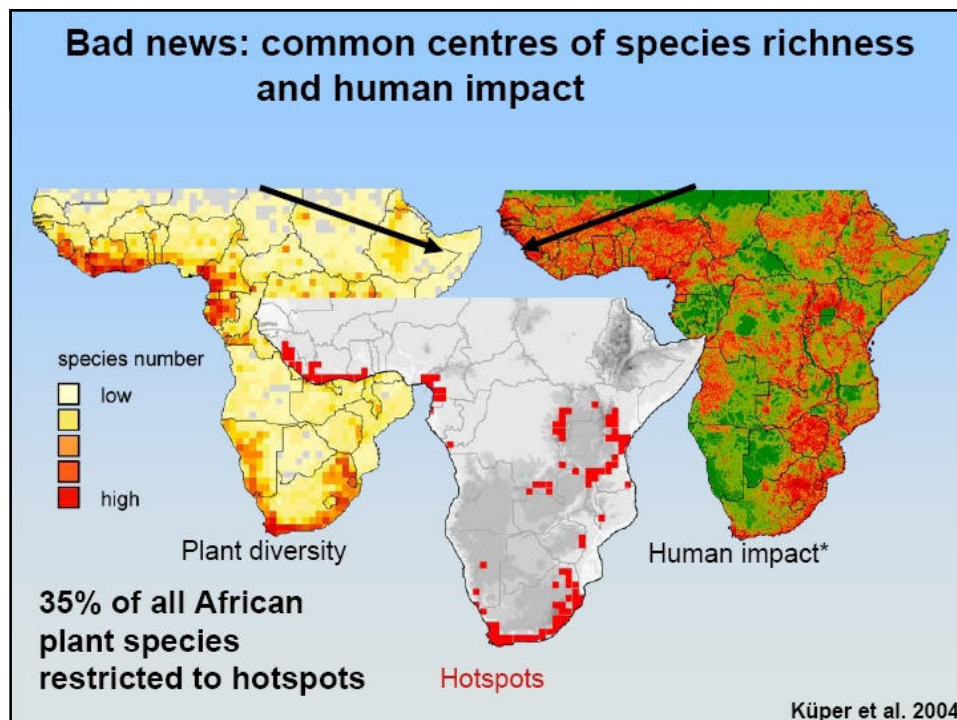 Bad news: common centres of species richness
and human impact
species number
low
high
Plant diversity
Human impact*
35% of all African
plant species
restricted to hotspots
Hotspots
Küper et al. 2004